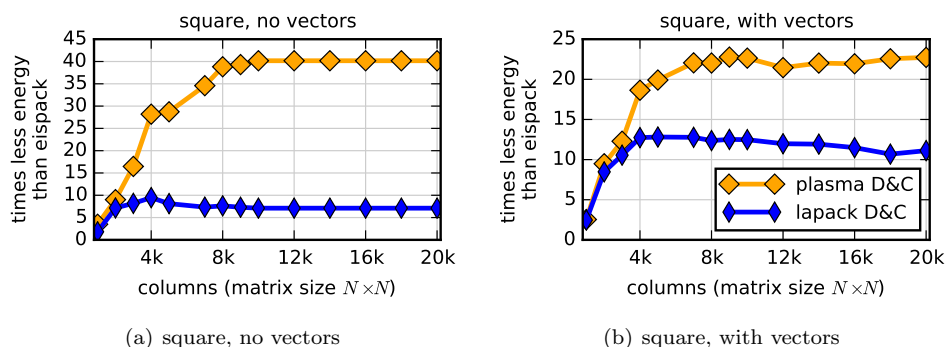 square, no vectors
45
40
35
30
25
20
15
10
5
0
4k 8k 12k 16k 20k
times less energy
than eispack
columns (matrix size N×N)
(a) square, no vectors
square, with vectors
25
20
15
10
5
0
4k 8k 12k 16k 20k
times less energy
than eispack
plasma D&C
lapack D&C
columns (matrix size N×N)
(b) square, with vectors